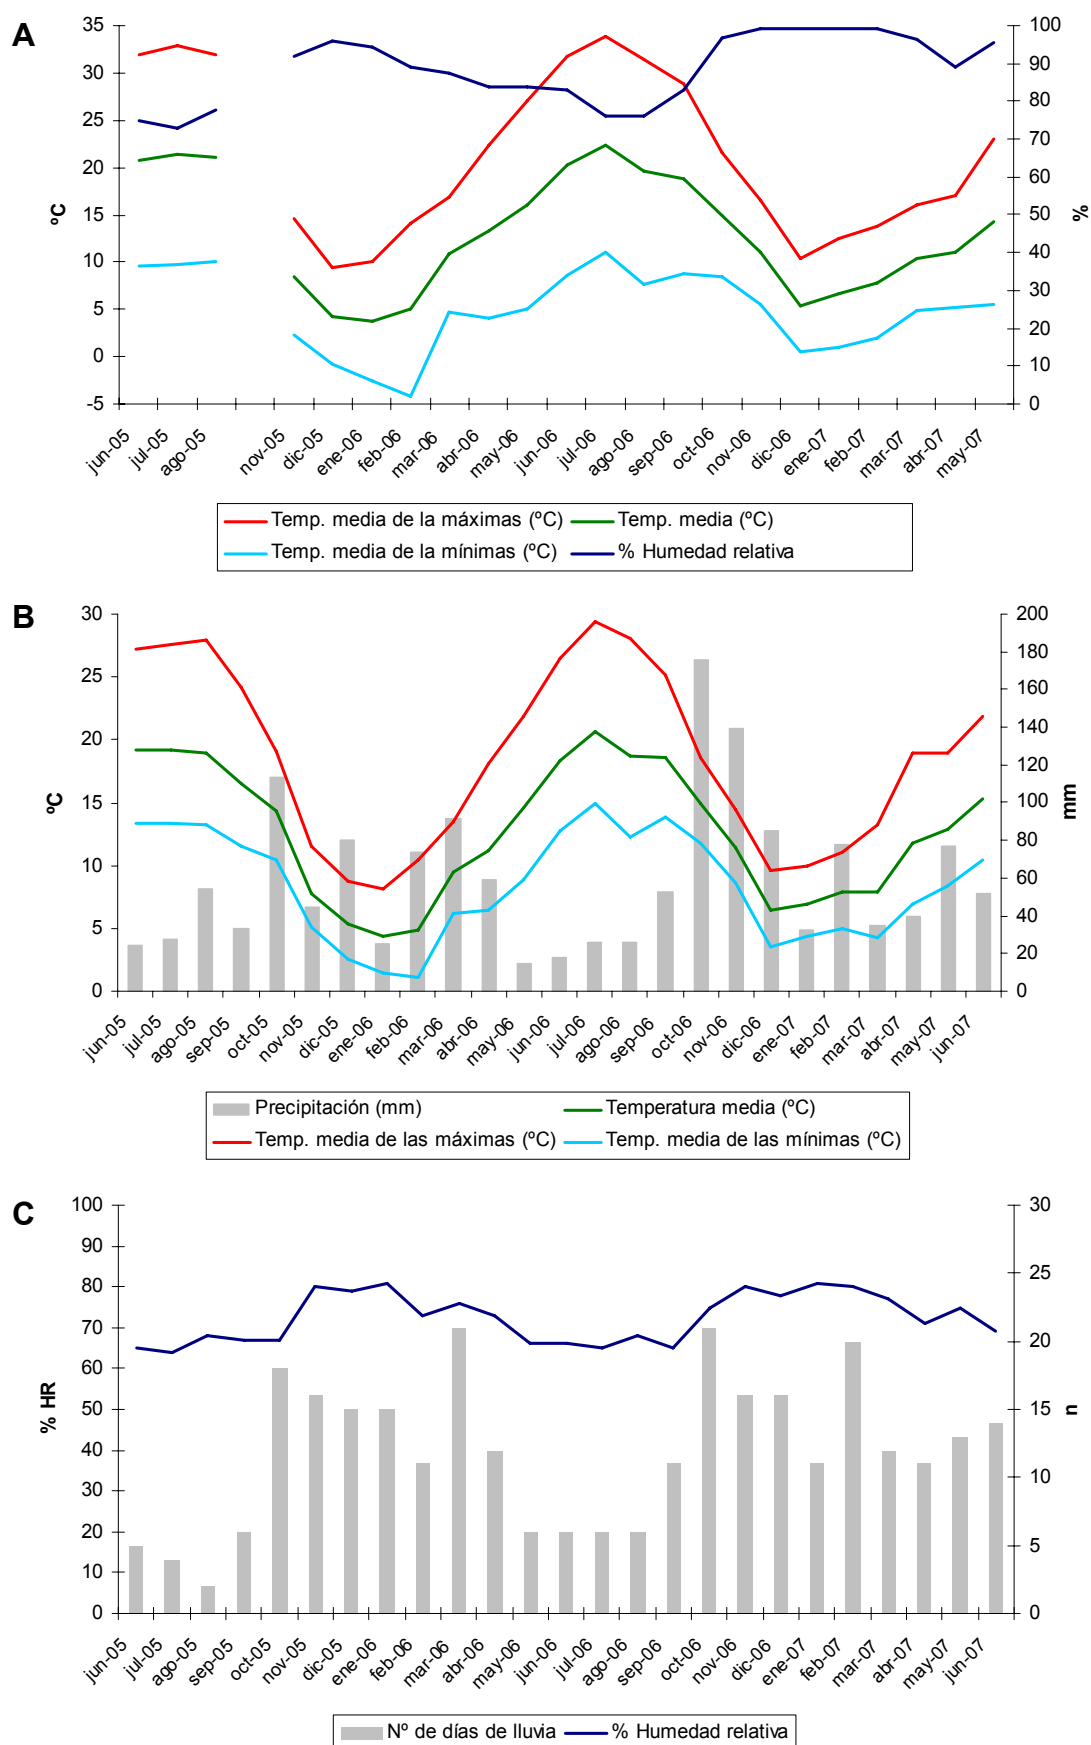 A
35
30
25
20
15
10
5
0
-5
ºC
100
90
80
70
60
50
40
30
20
10
0
%
jun-05
jul-05
ago-05
nov-05
dic-05
ene-06
feb-06
mar-06
abr-06
may-06
jun-06
jul-06
ago-06
sep-06
oct-06
nov-06
dic-06
ene-07
feb-07
mar-07
abr-07
may-07
Temp. media de la máximas (ºC) Temp. media (ºC)
Temp. media de la mínimas (ºC) % Humedad relativa
B
30
25
20
15
10
5
0
ºC
200
180
160
140
120
100
80
60
40
20
0
mm
jun-05
jul-05
ago-05
sep-05
oct-05
nov-05
dic-05
ene-06
feb-06
mar-06
abr-06
may-06
jun-06
jul-06
ago-06
sep-06
oct-06
nov-06
dic-06
ene-07
feb-07
mar-07
abr-07
may-07
jun-07
Precipitación (mm) Temperatura media (ºC)
Temp. media de las máximas (ºC) Temp. media de las mínimas (ºC)
C
100
90
80
70
60
50
40
30
20
10
0
% HR
30
25
20
15
10
5
0
n
jun-05
jul-05
ago-05
sep-05
oct-05
nov-05
dic-05
ene-06
feb-06
mar-06
abr-06
may-06
jun-06
jul-06
ago-06
sep-06
oct-06
nov-06
dic-06
ene-07
feb-07
mar-07
abr-07
may-07
jun-07
Nº de días de lluvia % Humedad relativa